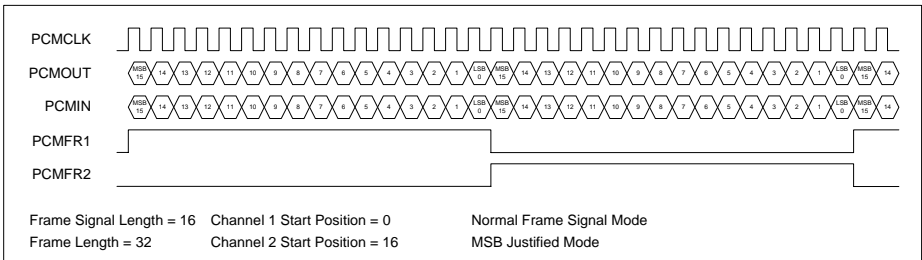 PCMCLK
PCMOUT MSB 15 14 13 12 11 10 9 8 7 6 5 4 3 2 1 LSB 0 MSB 15 14 13 12 11 10 9 8 7 6 5 4 3 2 1 LSB 0 MSB 15 14
PCMIN MSB 15 14 13 12 11 10 9 8 7 6 5 4 3 2 1 LSB 0 MSB 15 14 13 12 11 10 9 8 7 6 5 4 3 2 1 LSB 0 MSB 15 14
PCMFR1
PCMFR2
Frame Signal Length = 16 Channel 1 Start Position = 0 Normal Frame Signal Mode
Frame Length = 32 Channel 2 Start Position = 16 MSB Justified Mode